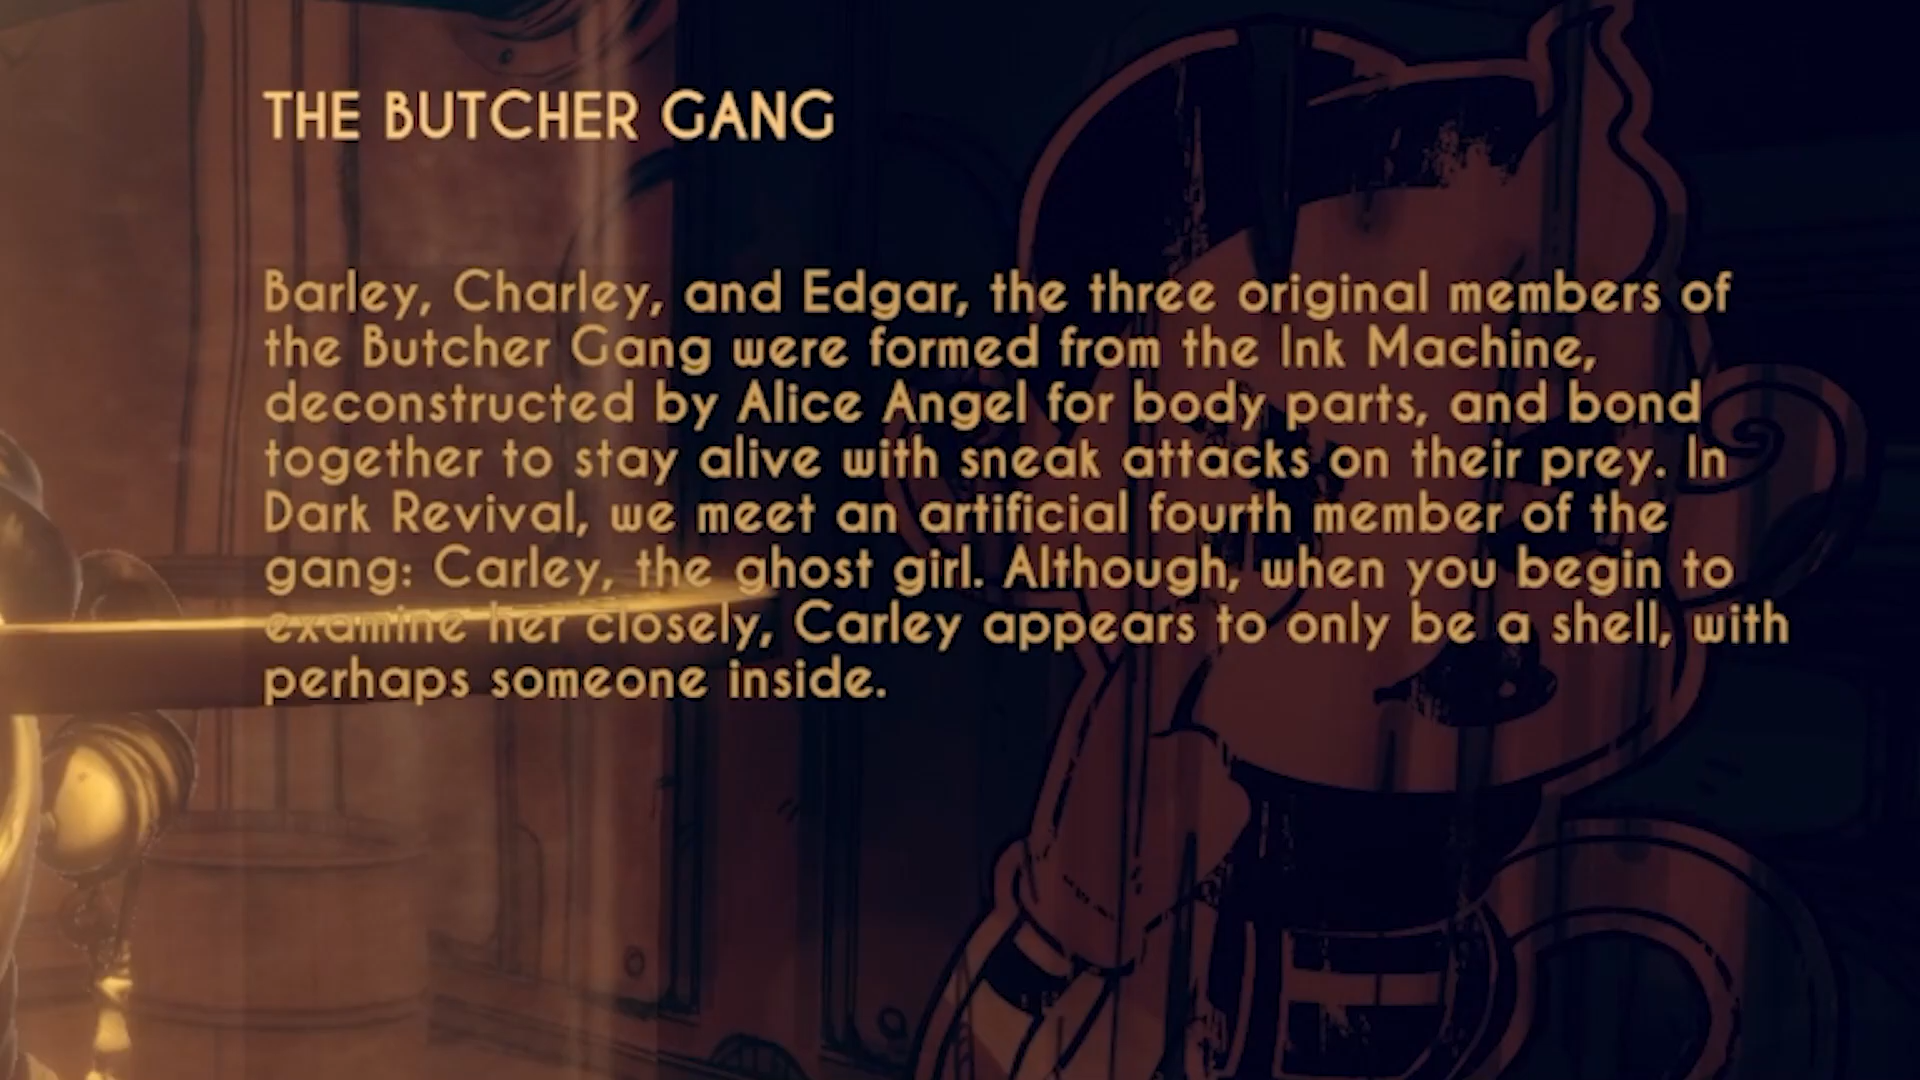 THE BUTCHER GANG
Barley, Charley, and Edgar, the three original members of
the Butcher Gang were formed from the Ink Machine,
deconstructed by Alice Angel for body parts, and bond
together to stay alive with sneak attacks on their prey. In
Dark Revival, we meet an artificial fourth member of the
gang: Carley, the ghost girl. Although, when you begin to
examine her closely, Carley appears to only be a shell, with
perhaps someone inside.